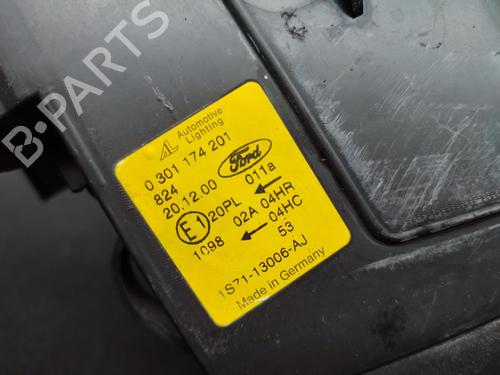 B-PARTS
AL Automotive Lighting
0 301 174 201
824
20.12.00
Ford
E1 20PL 011a
02A 04HR
1098 04HC
53
1S71-13006-AJ
Made in Germany